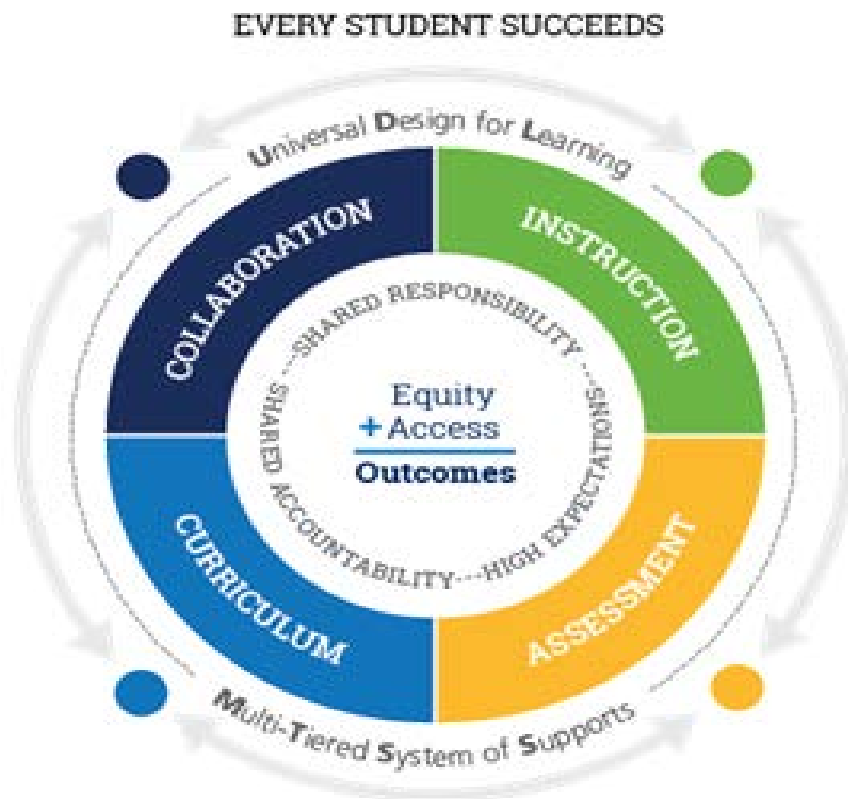 EVERY STUDENT SUCCEEDS
Universal Design for Learning
COLLABORATION
INSTRUCTION
SHARED RESPONSIBILITY ----
HIGH EXPECTATIONS----
SHARED ACCOUNTABILITY---
Equity
+ Access
Outcomes
CURRICULUM
ASSESSMENT
Multi-Tiered System of Supports